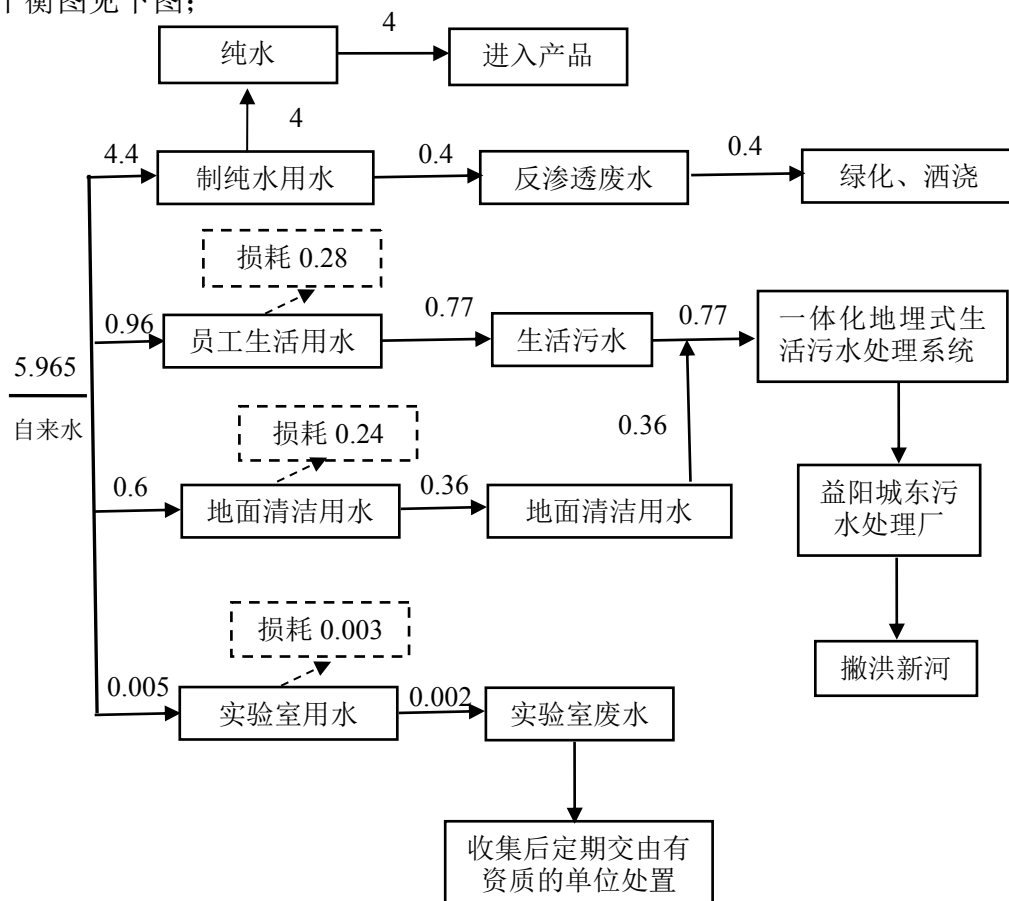 平衡图见下图;
4
纯水
进入产品
4
4.4
制纯水用水
0.4
反渗透废水
0.4
绿化、洒浇
损耗 0.28
0.96
员工生活用水
0.77
生活污水
0.77
一体化地埋式生
活污水处理系统
5.965
自来水
损耗 0.24
0.36
0.6
地面清洁用水
0.36
地面清洁用水
益阳城东污
水处理厂
损耗 0.003
撇洪新河
0.005
实验室用水
0.002
实验室废水
收集后定期交由有
资质的单位处置